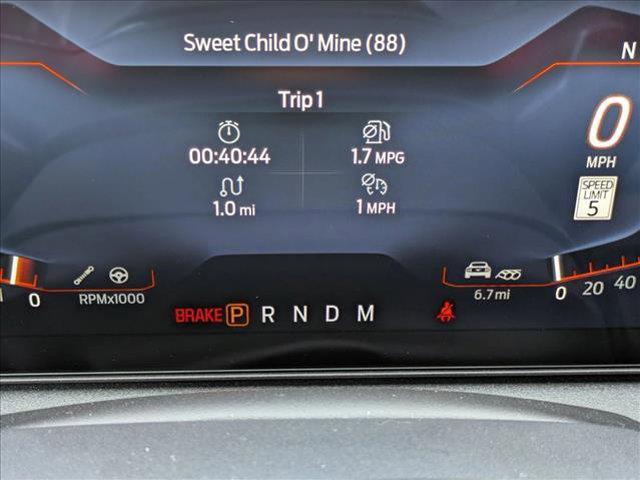 Sweet Child O' Mine (88)
N
Trip 1
00:40:44 1.7 MPG
1.0 mi 1 MPH
0
MPH
SPEED
LIMIT
5
0 RPMx1000
6.7 mi 0 20 40
BRAKE P R N D M